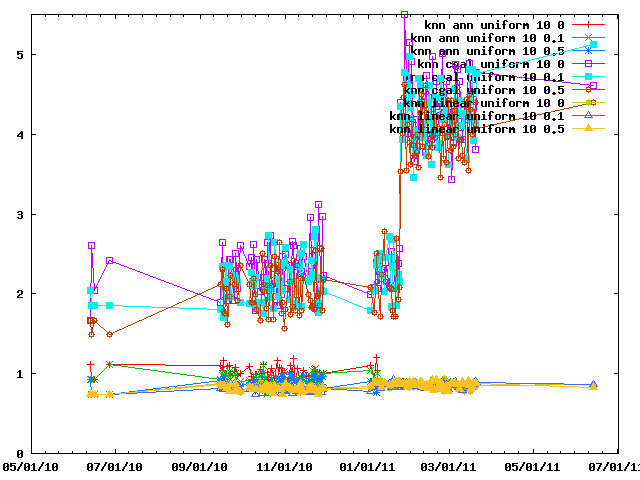 5
4
3
2
1
0
knn ann uniform 10 0
knn ann uniform 10 0.1
knn ann uniform 10 0.5
knn cgal uniform 10 0
knn cgal uniform 10 0.1
knn cgal uniform 10 0.5
knn linear uniform 10 0
knn linear uniform 10 0.1
knn linear uniform 10 0.5
05/01/10 07/01/10 09/01/10 11/01/10 01/01/11 03/01/11 05/01/11 07/01/11